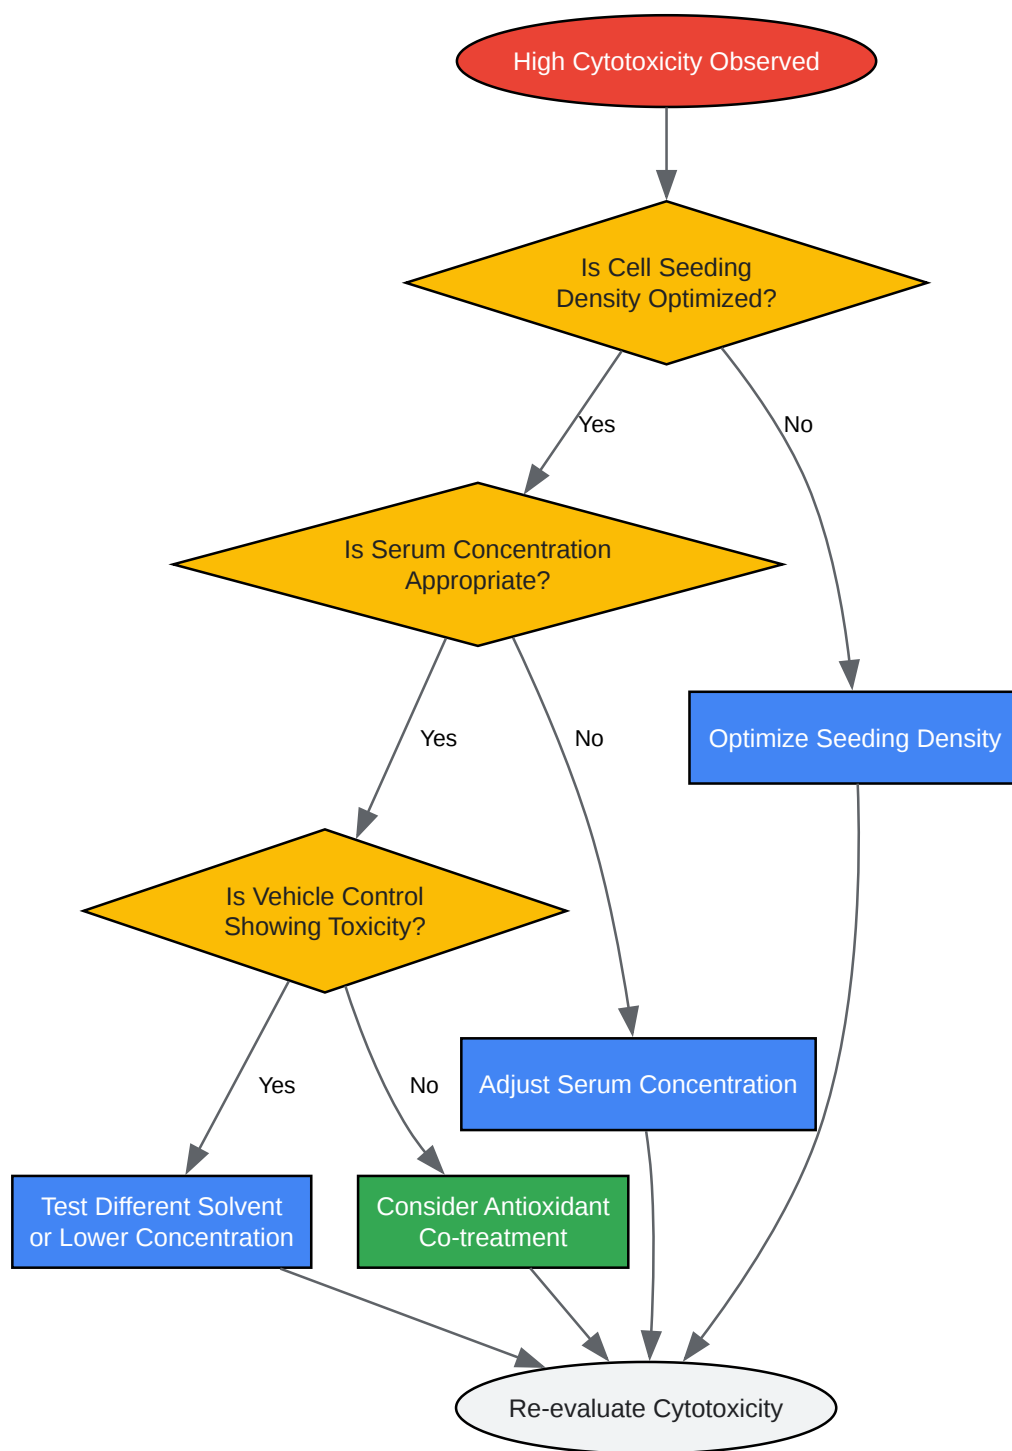 High Cytotoxicity Observed
Is Cell Seeding
Density Optimized?
Yes
No
Is Serum Concentration
Appropriate?
Optimize Seeding Density
Yes
No
Is Vehicle Control
Showing Toxicity?
Adjust Serum Concentration
Yes
No
Test Different Solvent
or Lower Concentration
Consider Antioxidant
Co-treatment
Re-evaluate Cytotoxicity